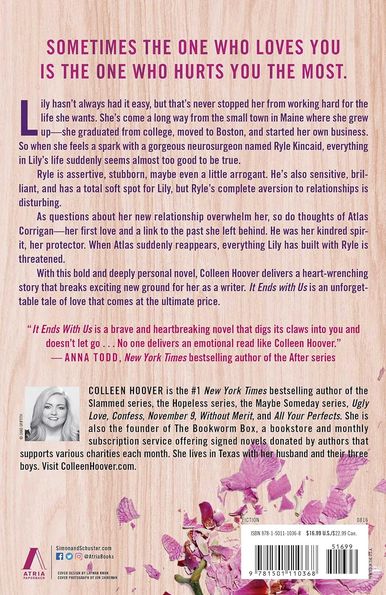 SOMETIMES THE ONE WHO LOVES YOU
IS THE ONE WHO HURTS YOU THE MOST.
Lily hasn't always had it easy, but that's never stopped her from working hard for the
life she wants. She's come a long way from the small town in Maine where she grew
up—she graduated from college, moved to Boston, and started her own business.
So when she feels a spark with a gorgeous neurosurgeon named Ryle Kincaid, everything
in Lily's life suddenly seems almost too good to be true.
Ryle is assertive, stubborn, maybe even a little arrogant. He's also sensitive, bril-
liant, and has a total soft spot for Lily, but Ryle's complete aversion to relationships is
disturbing.
As questions about her new relationship overwhelm her, so do thoughts of Atlas
Corrigan—her first love and a link to the past she left behind. He was her kindred spir-
it, her protector. When Atlas suddenly reappears, everything Lily has built with Ryle is
threatened.
With this bold and deeply personal novel, Colleen Hoover delivers a heart-wrenching
story that breaks exciting new ground for her as a writer. It Ends with Us is an unforget-
table tale of love that comes at the ultimate price.
"It Ends With Us is a brave and heartbreaking novel that digs its claws into you and
doesn't let go . . . No one delivers an emotional read like Colleen Hoover."
— ANNA TODD, New York Times bestselling author of the After series
COLLEEN HOOVER is the #1 New York Times bestselling author of the
Slammed series, the Hopeless series, the Maybe Someday series, Ugly
Love, Confess, November 9, Without Merit, and All Your Perfects. She is
also the founder of The Bookworm Box, a bookstore and monthly
subscription service offering signed novels donated by authors that
supports various charities each month. She lives in Texas with her husband and their three
boys. Visit ColleenHoover.com.
FICTION 0816
ISBN 978-1-5011-1036-8 $16.99 U.S./$22.99 Can.
51699
9 781501 110368
ATRIA
PAPERBACK
SimonandSchuster.com
@AtriaBooks
COVER DESIGN BY
COVER PHOTOGRAPH BY